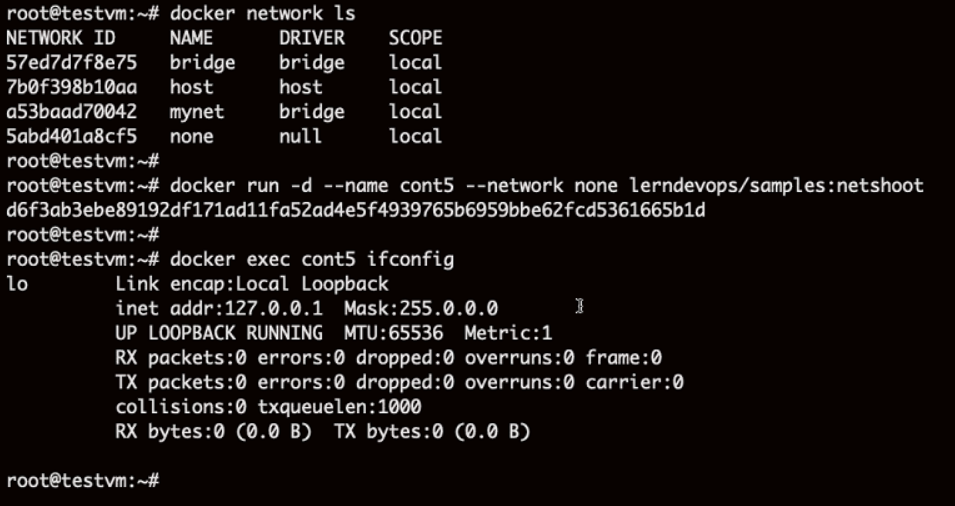 root@testvm:~# docker network ls
NETWORK ID     NAME      DRIVER    SCOPE
57ed7d7f8e75   bridge    bridge    local
7b0f398b10aa   host      host      local
a53baad70042   mynet     bridge    local
5abd401a8cf5   none      null      local
root@testvm:~#
root@testvm:~# docker run -d --name cont5 --network none lerndevops/samples:netshoot
d6f3ab3ebe89192df171ad11fa52ad4e5f4939765b6959bbe62fcd5361665b1d
root@testvm:~#
root@testvm:~# docker exec cont5 ifconfig
lo        Link encap:Local Loopback
          inet addr:127.0.0.1  Mask:255.0.0.0
          UP LOOPBACK RUNNING  MTU:65536  Metric:1
          RX packets:0 errors:0 dropped:0 overruns:0 frame:0
          TX packets:0 errors:0 dropped:0 overruns:0 carrier:0
          collisions:0 txqueuelen:1000
          RX bytes:0 (0.0 B)  TX bytes:0 (0.0 B)

root@testvm:~#